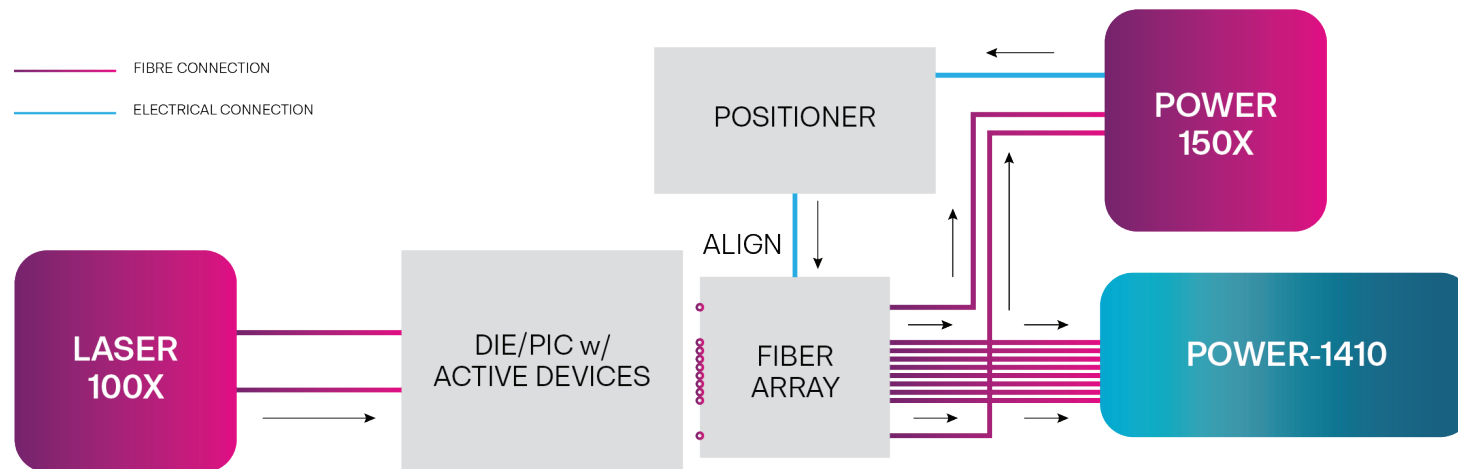 FIBRE CONNECTION
ELECTRICAL CONNECTION
POSITIONER
POWER
150X
ALIGN
LASER
100X
DIE/PIC w/
ACTIVE DEVICES
FIBER
ARRAY
POWER-1410